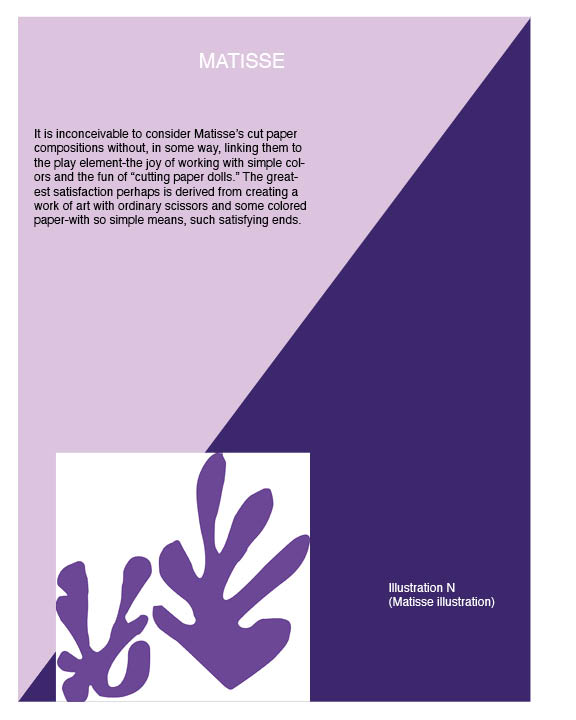 MATISSE
It is inconceivable to consider Matisse’s cut paper
compositions without, in some way, linking them to
the play element-the joy of working with simple col-
ors and the fun of “cutting paper dolls.” The great-
est satisfaction perhaps is derived from creating a
work of art with ordinary scissors and some colored
paper-with so simple means, such satisfying ends.
Illustration N
(Matisse illustration)